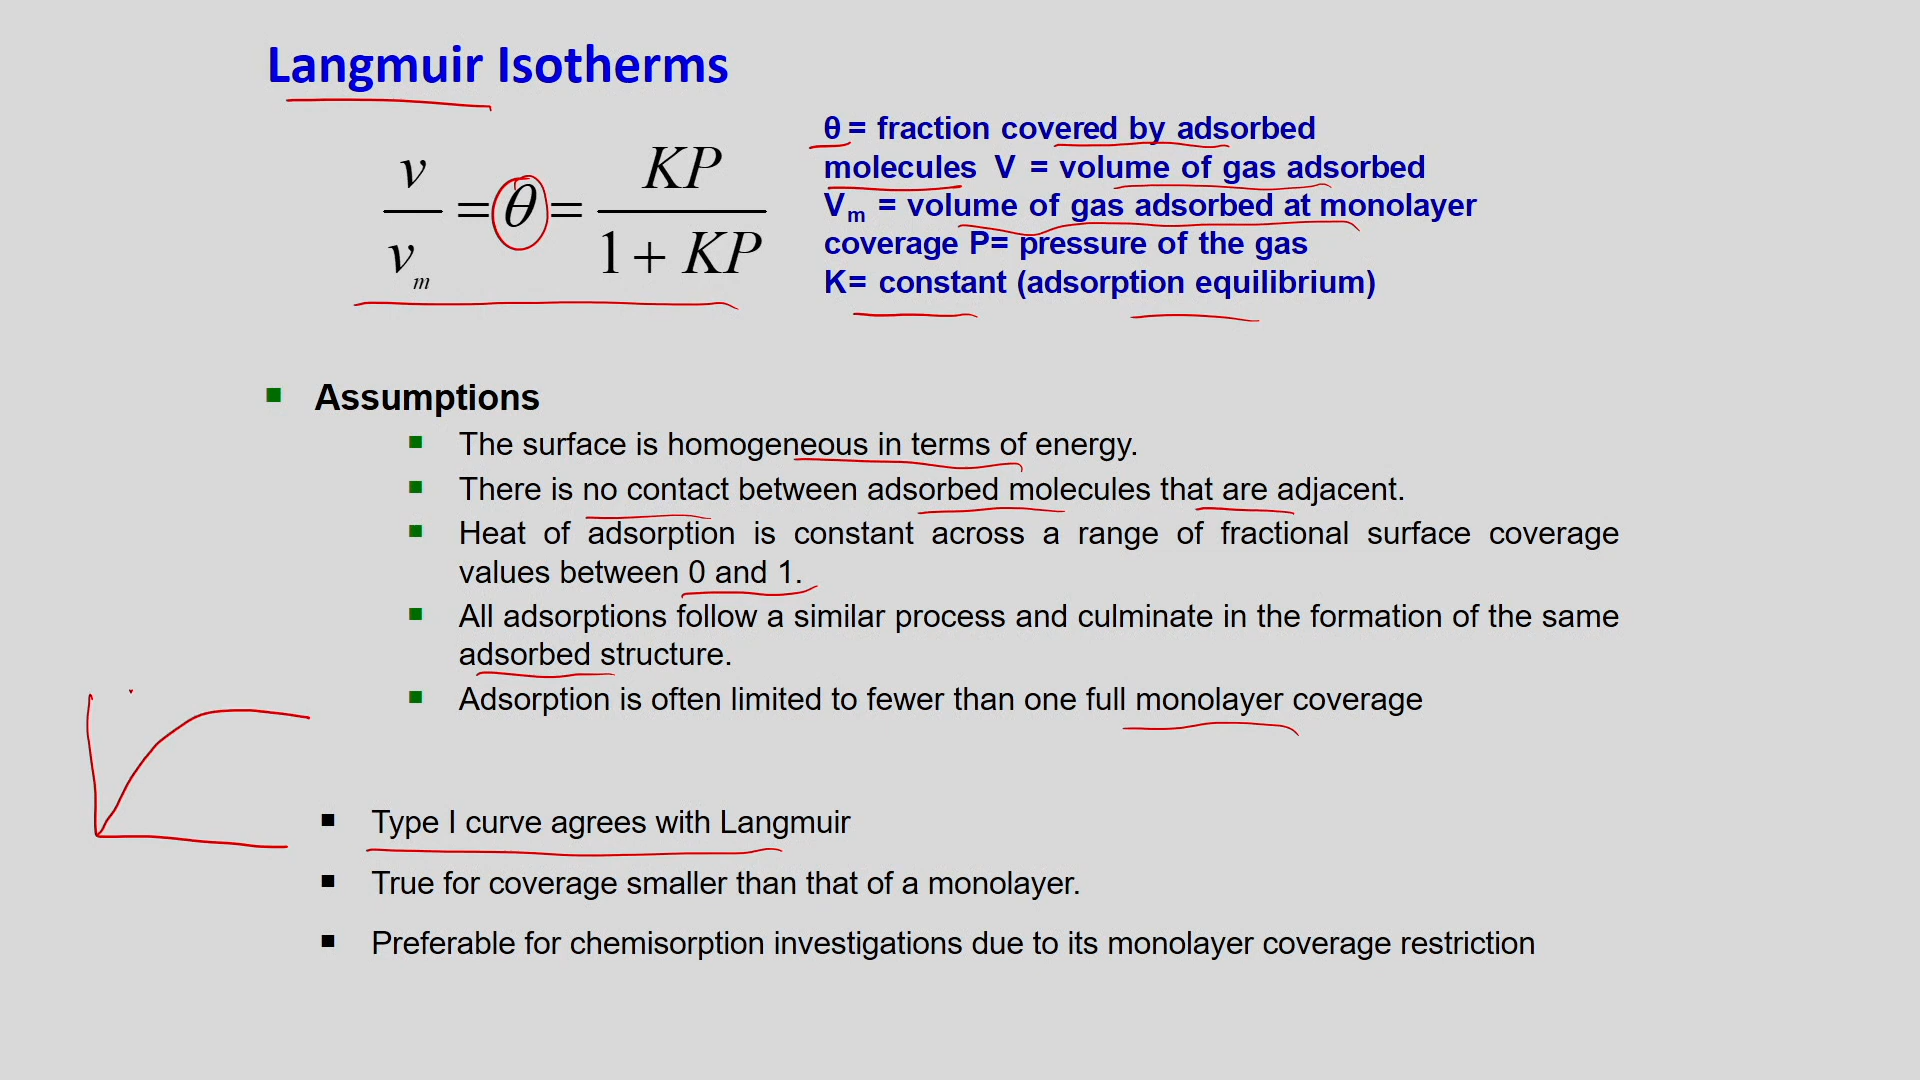 Langmuir Isotherms
v/v_m = θ = KP/(1 + KP)
θ = fraction covered by adsorbed
molecules V = volume of gas adsorbed
V_m = volume of gas adsorbed at monolayer
coverage P= pressure of the gas
K= constant (adsorption equilibrium)
Assumptions
The surface is homogeneous in terms of energy.
There is no contact between adsorbed molecules that are adjacent.
Heat of adsorption is constant across a range of fractional surface coverage
values between 0 and 1.
All adsorptions follow a similar process and culminate in the formation of the same
adsorbed structure.
Adsorption is often limited to fewer than one full monolayer coverage
Type I curve agrees with Langmuir
True for coverage smaller than that of a monolayer.
Preferable for chemisorption investigations due to its monolayer coverage restriction